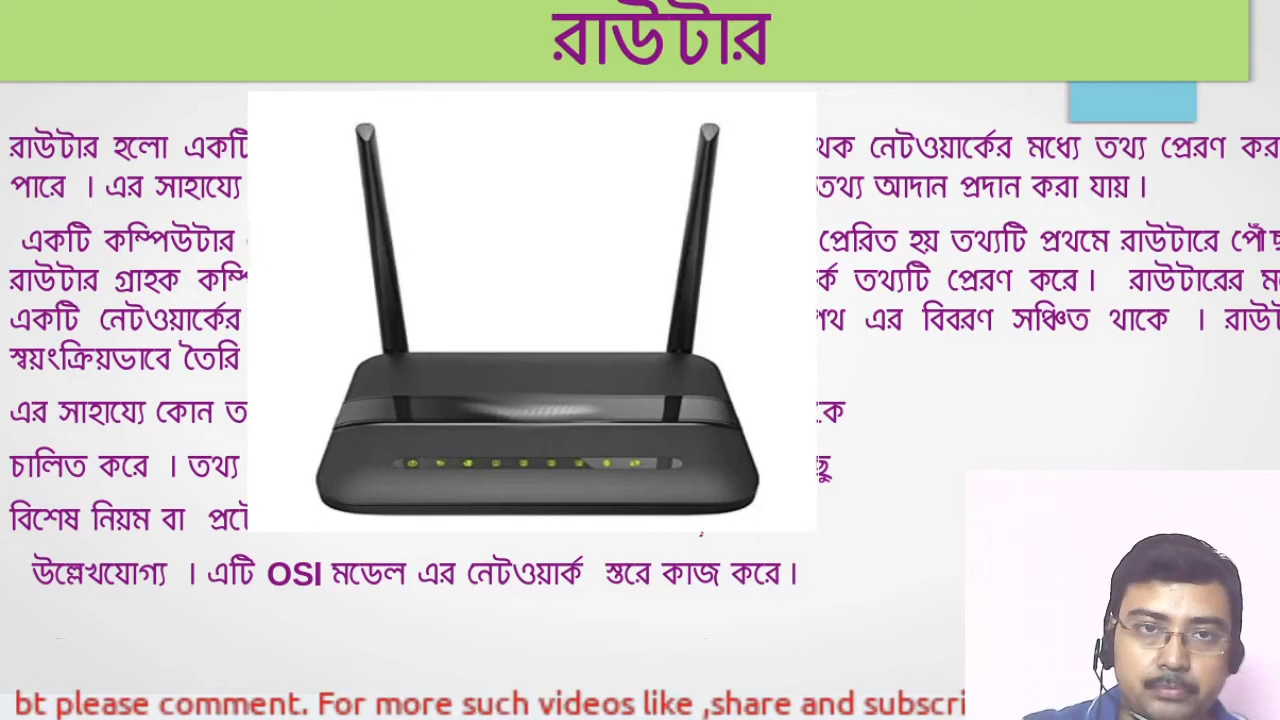 রাউটার
রাউটার হলো একটি থক নেটওয়ার্কের মধ্যে তথ্য প্রেরণ কর
পারে । এর সাহায্যে তথ্য আদান প্রদান করা যায়।
একটি কম্পিউটার প্রেরিত হয় তথ্যটি প্রথমে রাউটারে পৌঁছ
রাউটার গ্রাহক কম্পি র্ক তথ্যটি প্রেরণ করে। রাউটারের ম
একটি নেটওয়ার্কের পথ এর বিবরণ সঞ্চিত থাকে । রাউট
স্বয়ংক্রিয়ভাবে তৈরি
এর সাহায্যে কোন ত কে
চালিত করে । তথ্য ছু
বিশেষ নিয়ম বা প্রটো
উল্লেখযোগ্য । এটি OSI মডেল এর নেটওয়ার্ক স্তরে কাজ করে।
bt please comment. For more such videos like ,share and subscri